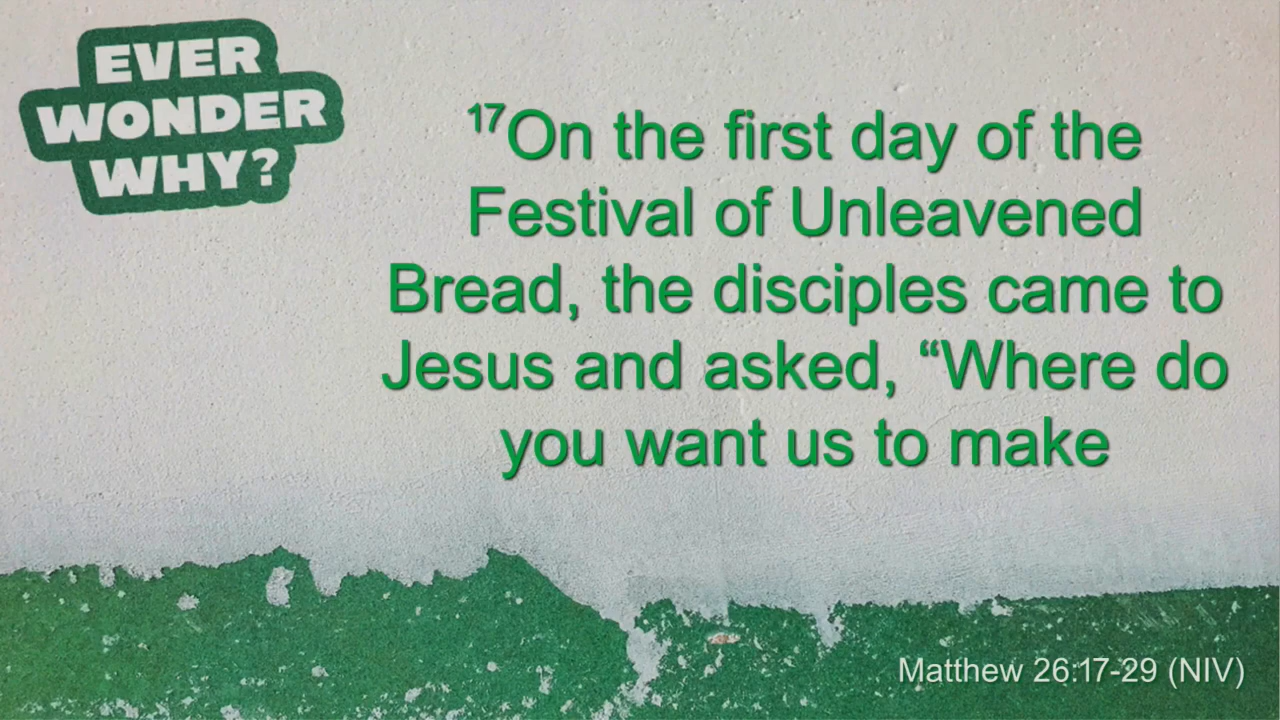 EVER
WONDER
WHY?
¹⁷On the first day of the
Festival of Unleavened
Bread, the disciples came to
Jesus and asked, “Where do
you want us to make
Matthew 26:17-29 (NIV)